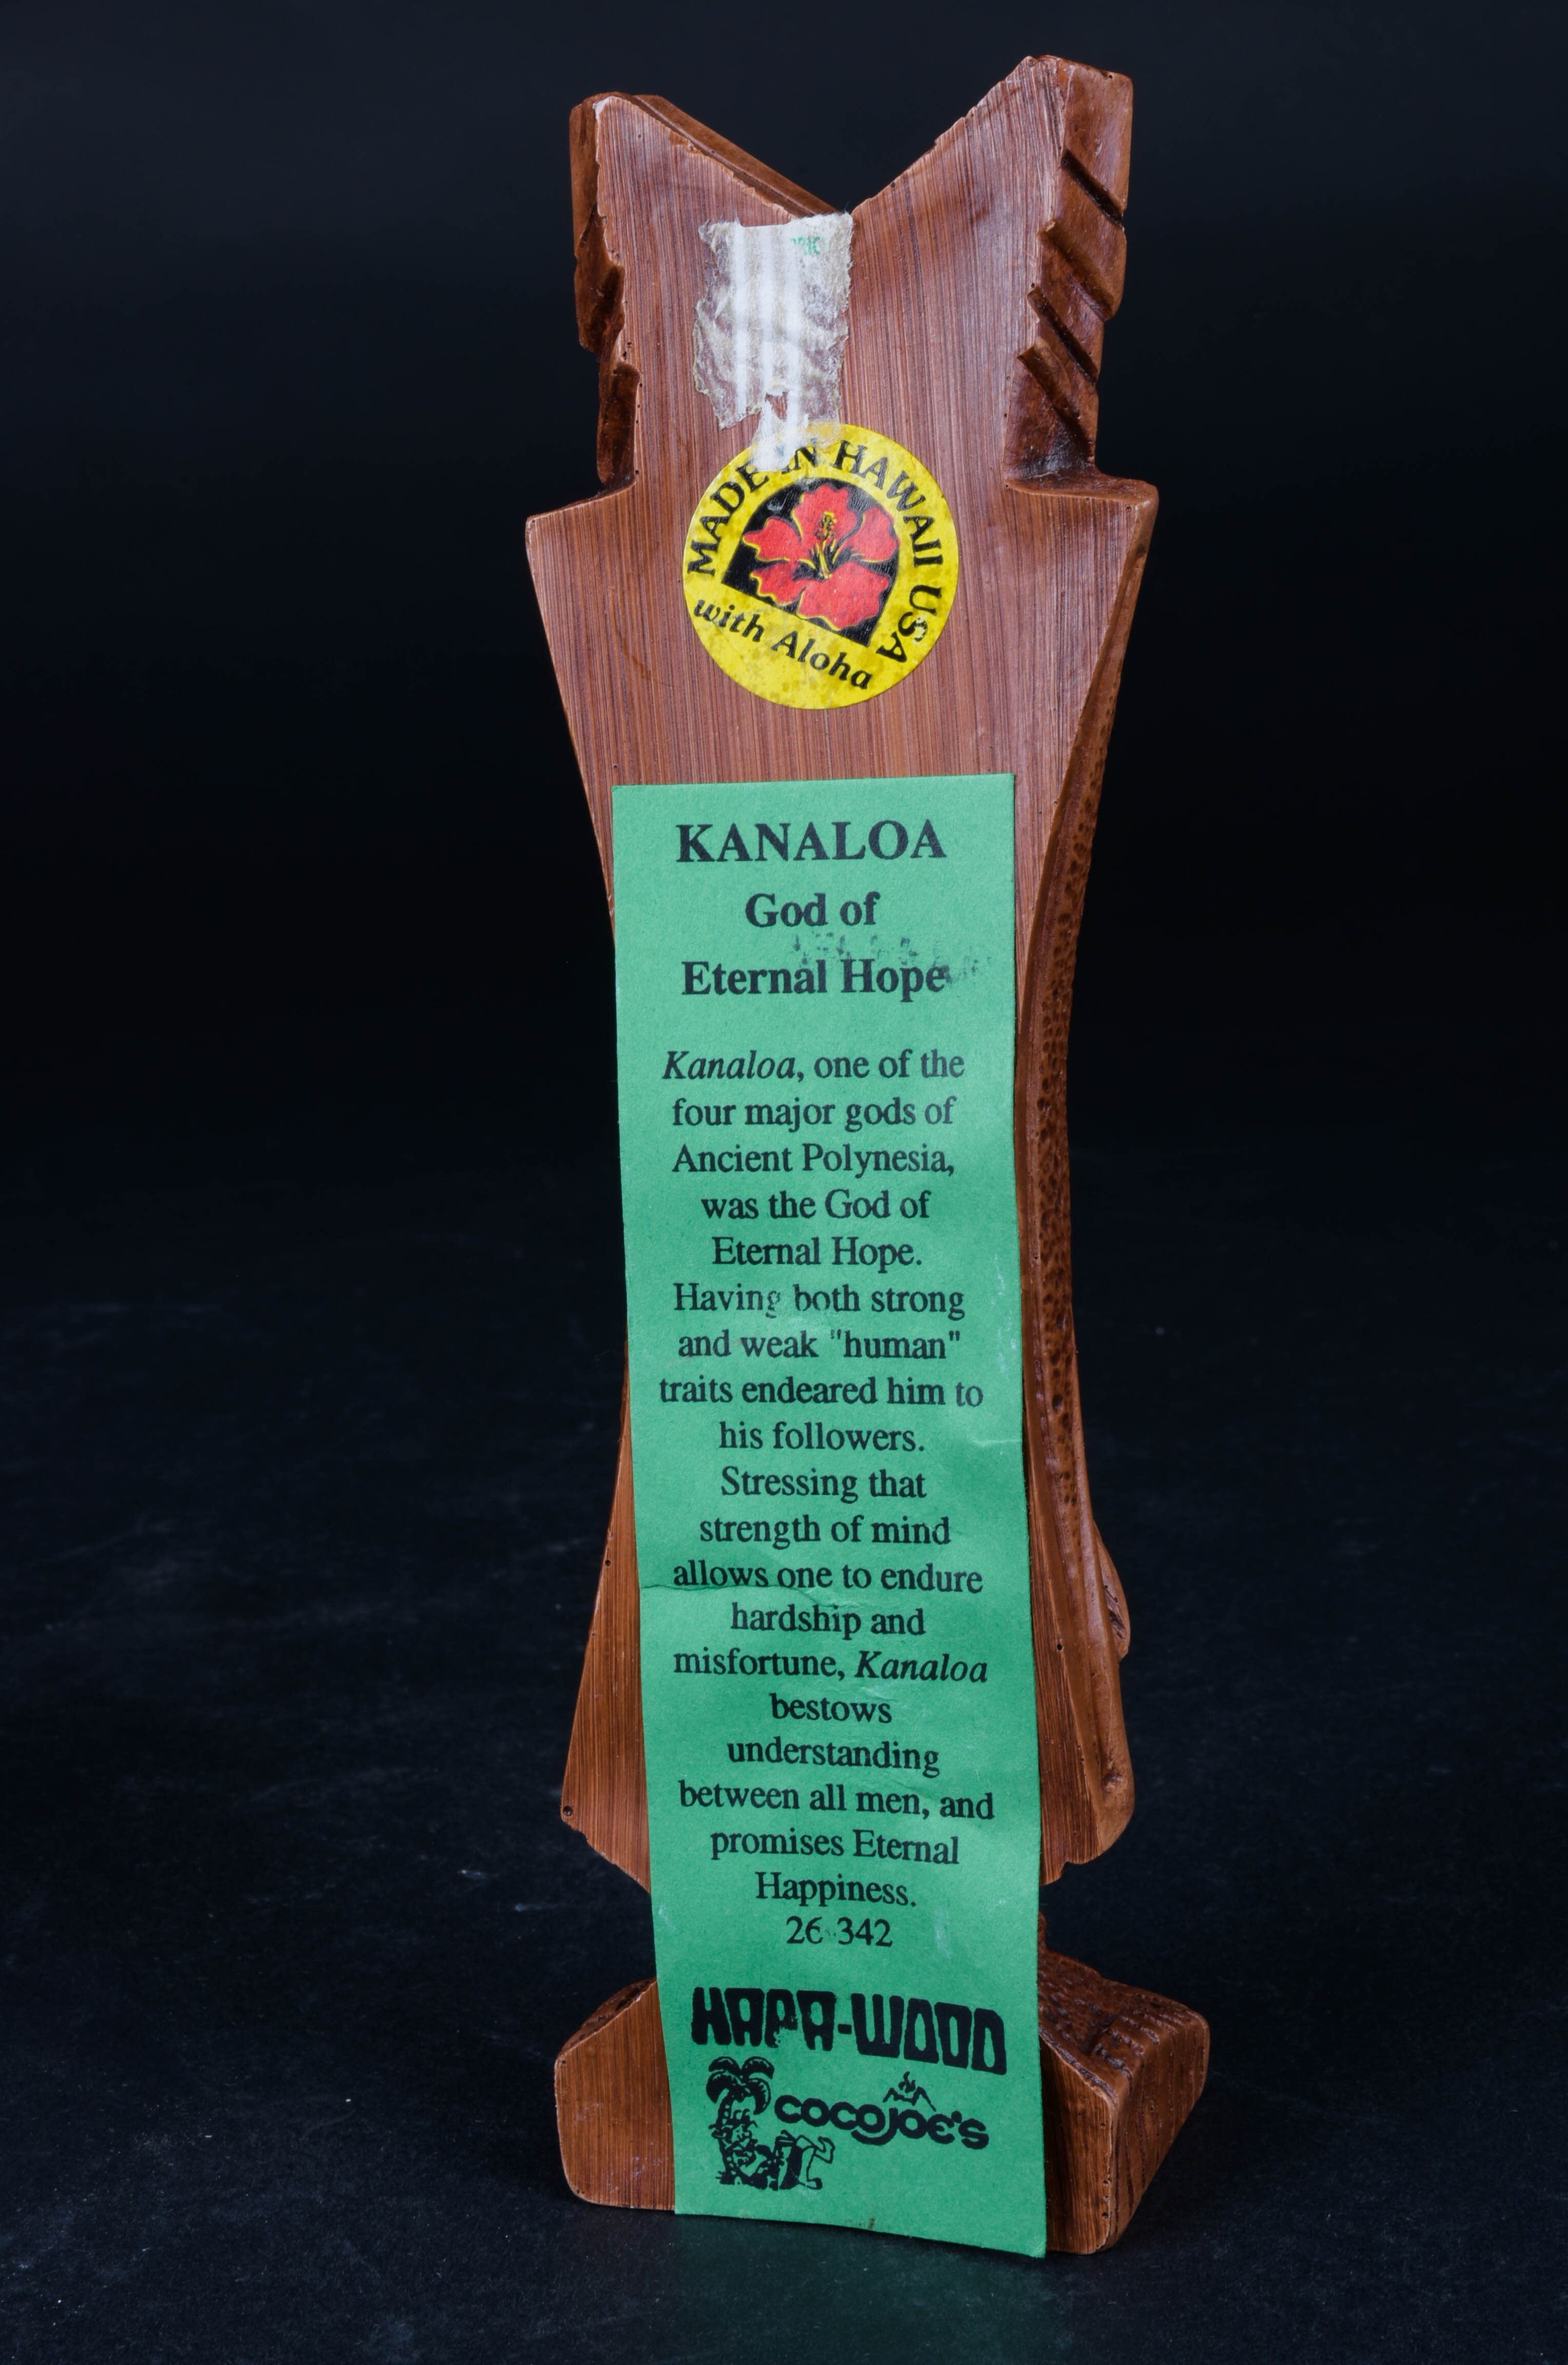 MADE IN HAWAII USA
with Aloha
KANALOA
God of
Eternal Hope
Kanaloa, one of the
four major gods of
Ancient Polynesia,
was the God of
Eternal Hope.
Having both strong
and weak "human"
traits endeared him to
his followers.
Stressing that
strength of mind
allows one to endure
hardship and
misfortune, Kanaloa
bestows
understanding
between all men, and
promises Eternal
Happiness.
26 342
HAPA-WOOD
COCOJOE'S